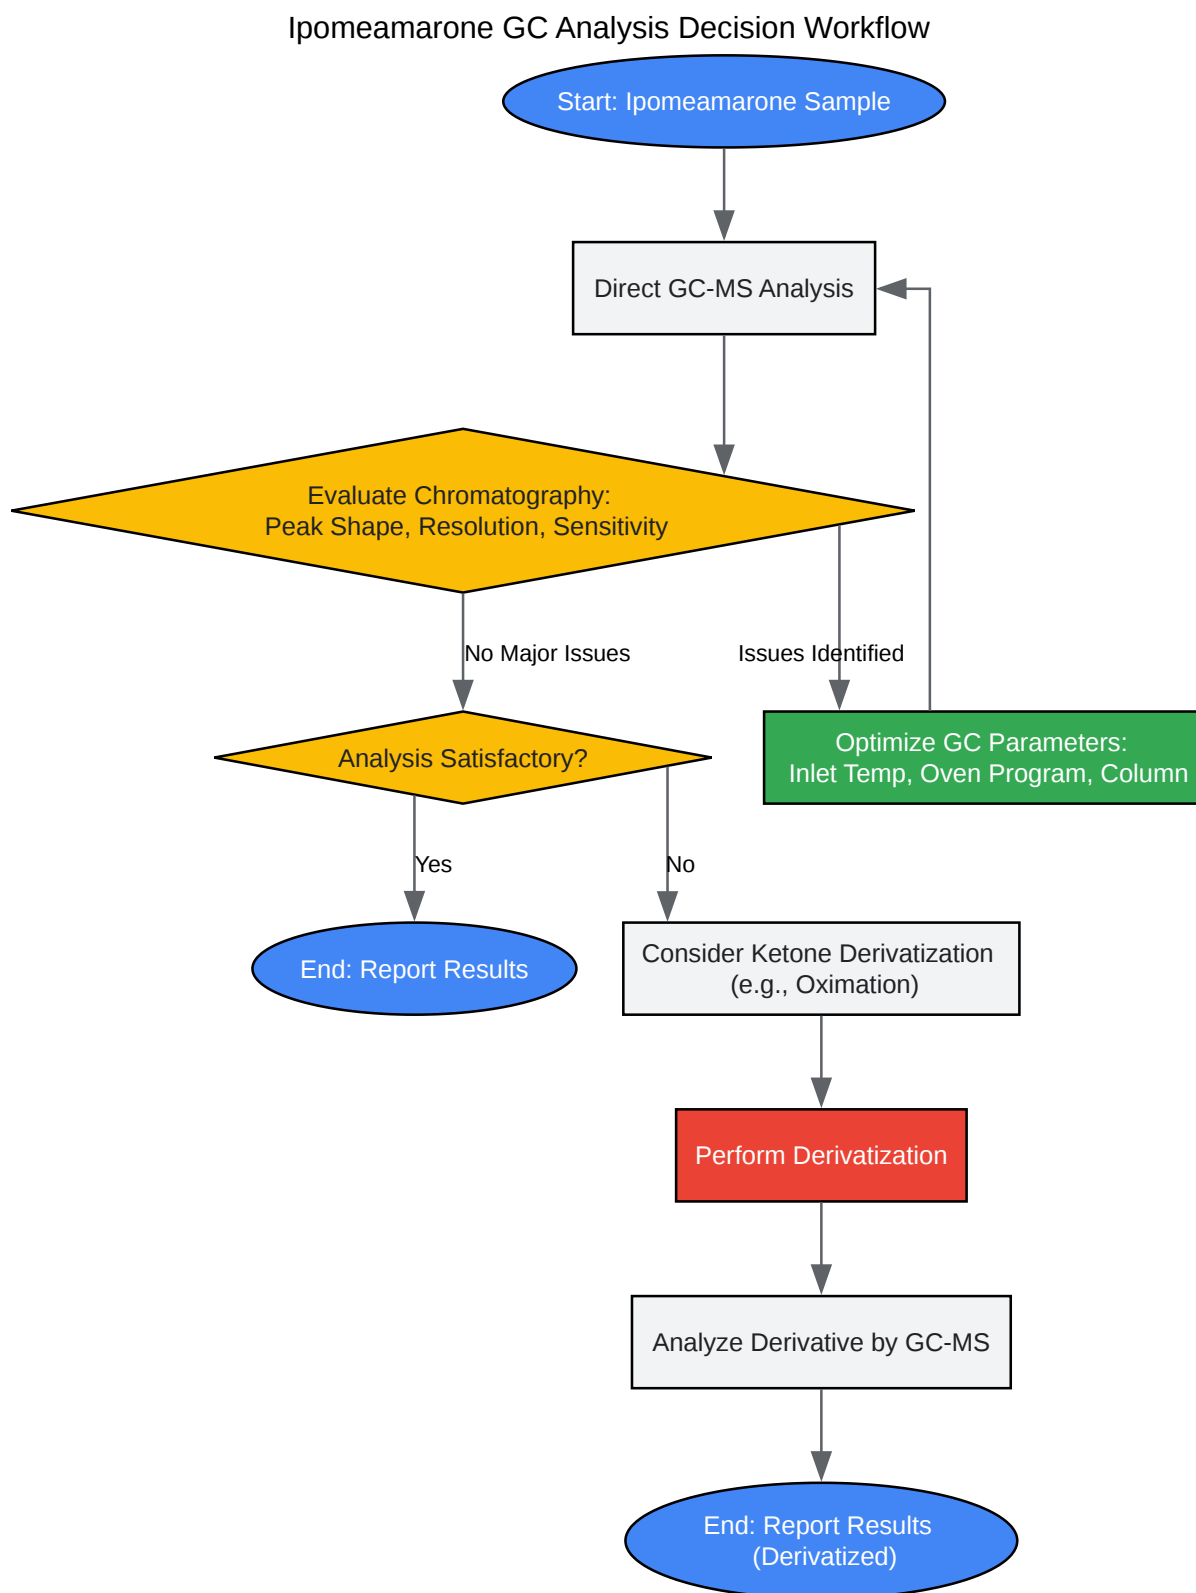 Ipomeamarone GC Analysis Decision Workflow
Start: Ipomeamarone Sample
Direct GC-MS Analysis
Evaluate Chromatography:
Peak Shape, Resolution, Sensitivity
No Major Issues
Issues Identified
Analysis Satisfactory?
Optimize GC Parameters:
Inlet Temp, Oven Program, Column
Yes
No
End: Report Results
Consider Ketone Derivatization
(e.g., Oximation)
Perform Derivatization
Analyze Derivative by GC-MS
End: Report Results
(Derivatized)